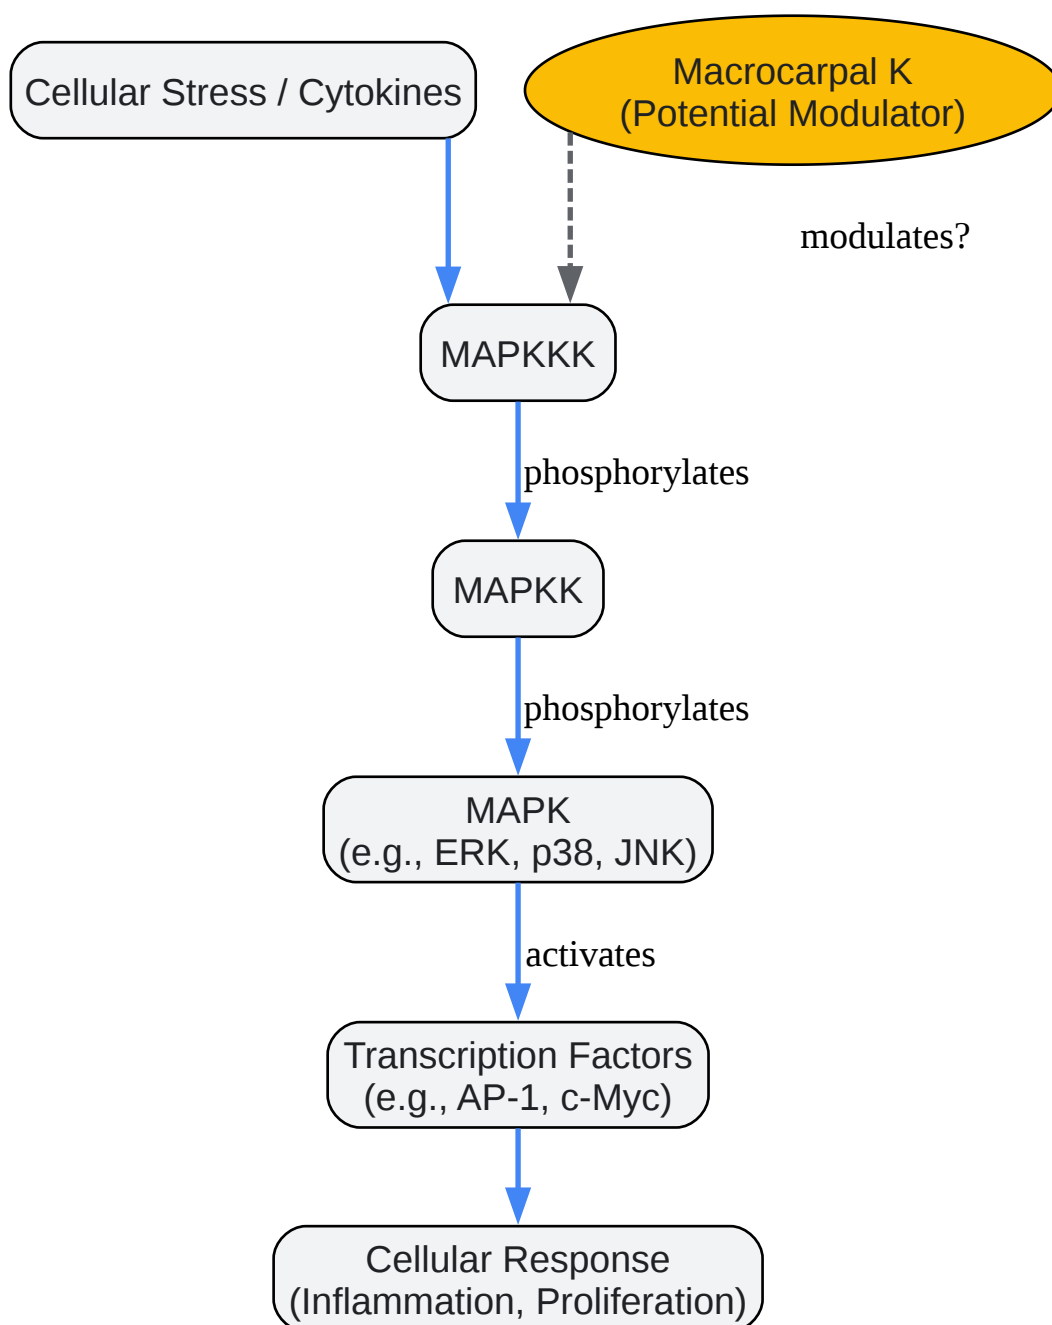 Cellular Stress / Cytokines
Macrocarpal K
(Potential Modulator)
modulates?
MAPKKK
phosphorylates
MAPKK
phosphorylates
MAPK
(e.g., ERK, p38, JNK)
activates
Transcription Factors
(e.g., AP-1, c-Myc)
Cellular Response
(Inflammation, Proliferation)